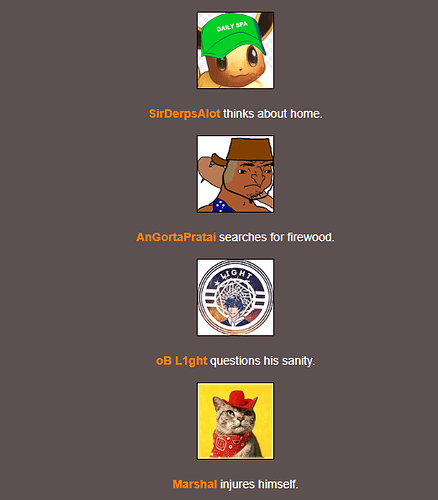 DAILY SPA
SirDerpsAlot thinks about home.
AnGortaPratai searches for firewood.
LIGHT
oB L1ght questions his sanity.
Marshal injures himself.